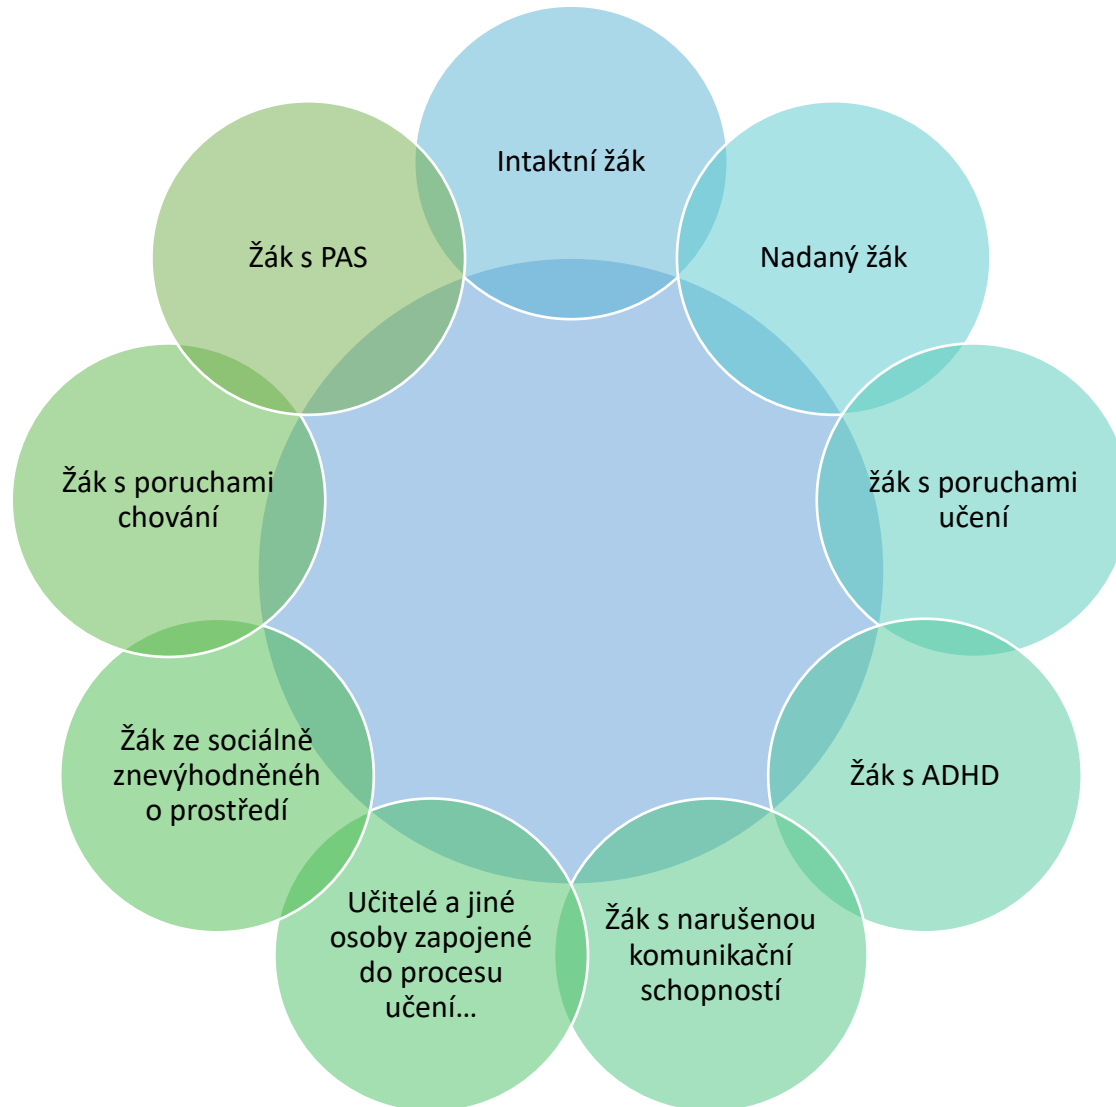 Intaktní žák
Nadaný žák
žák s poruchami
učení
Žák s ADHD
Žák s narušenou
komunikační
schopností
Učitelé a jiné
osoby zapojené
do procesu
učení…
Žák ze sociálně
znevýhodněnéh
o prostředí
Žák s poruchami
chování
Žák s PAS